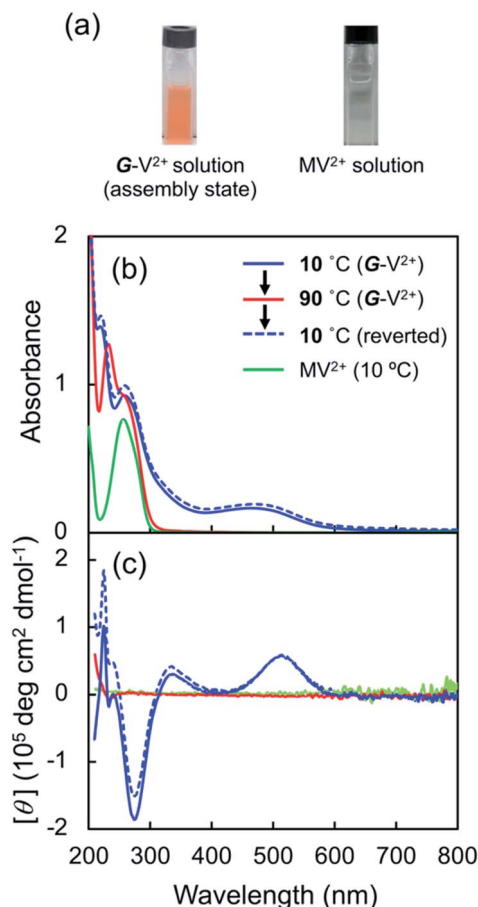 (a)
G-V²⁺ solution
(assembly state)
MV²⁺ solution
(b)
10 ˚C (G-V²⁺)
90 ˚C (G-V²⁺)
10 ˚C (reverted)
MV²⁺ (10 ºC)
Absorbance
2
1
0
(c)
[θ] (10⁵ deg cm² dmol⁻¹)
2
1
0
-1
-2
200 300 400 500 600 700 800
Wavelength (nm)